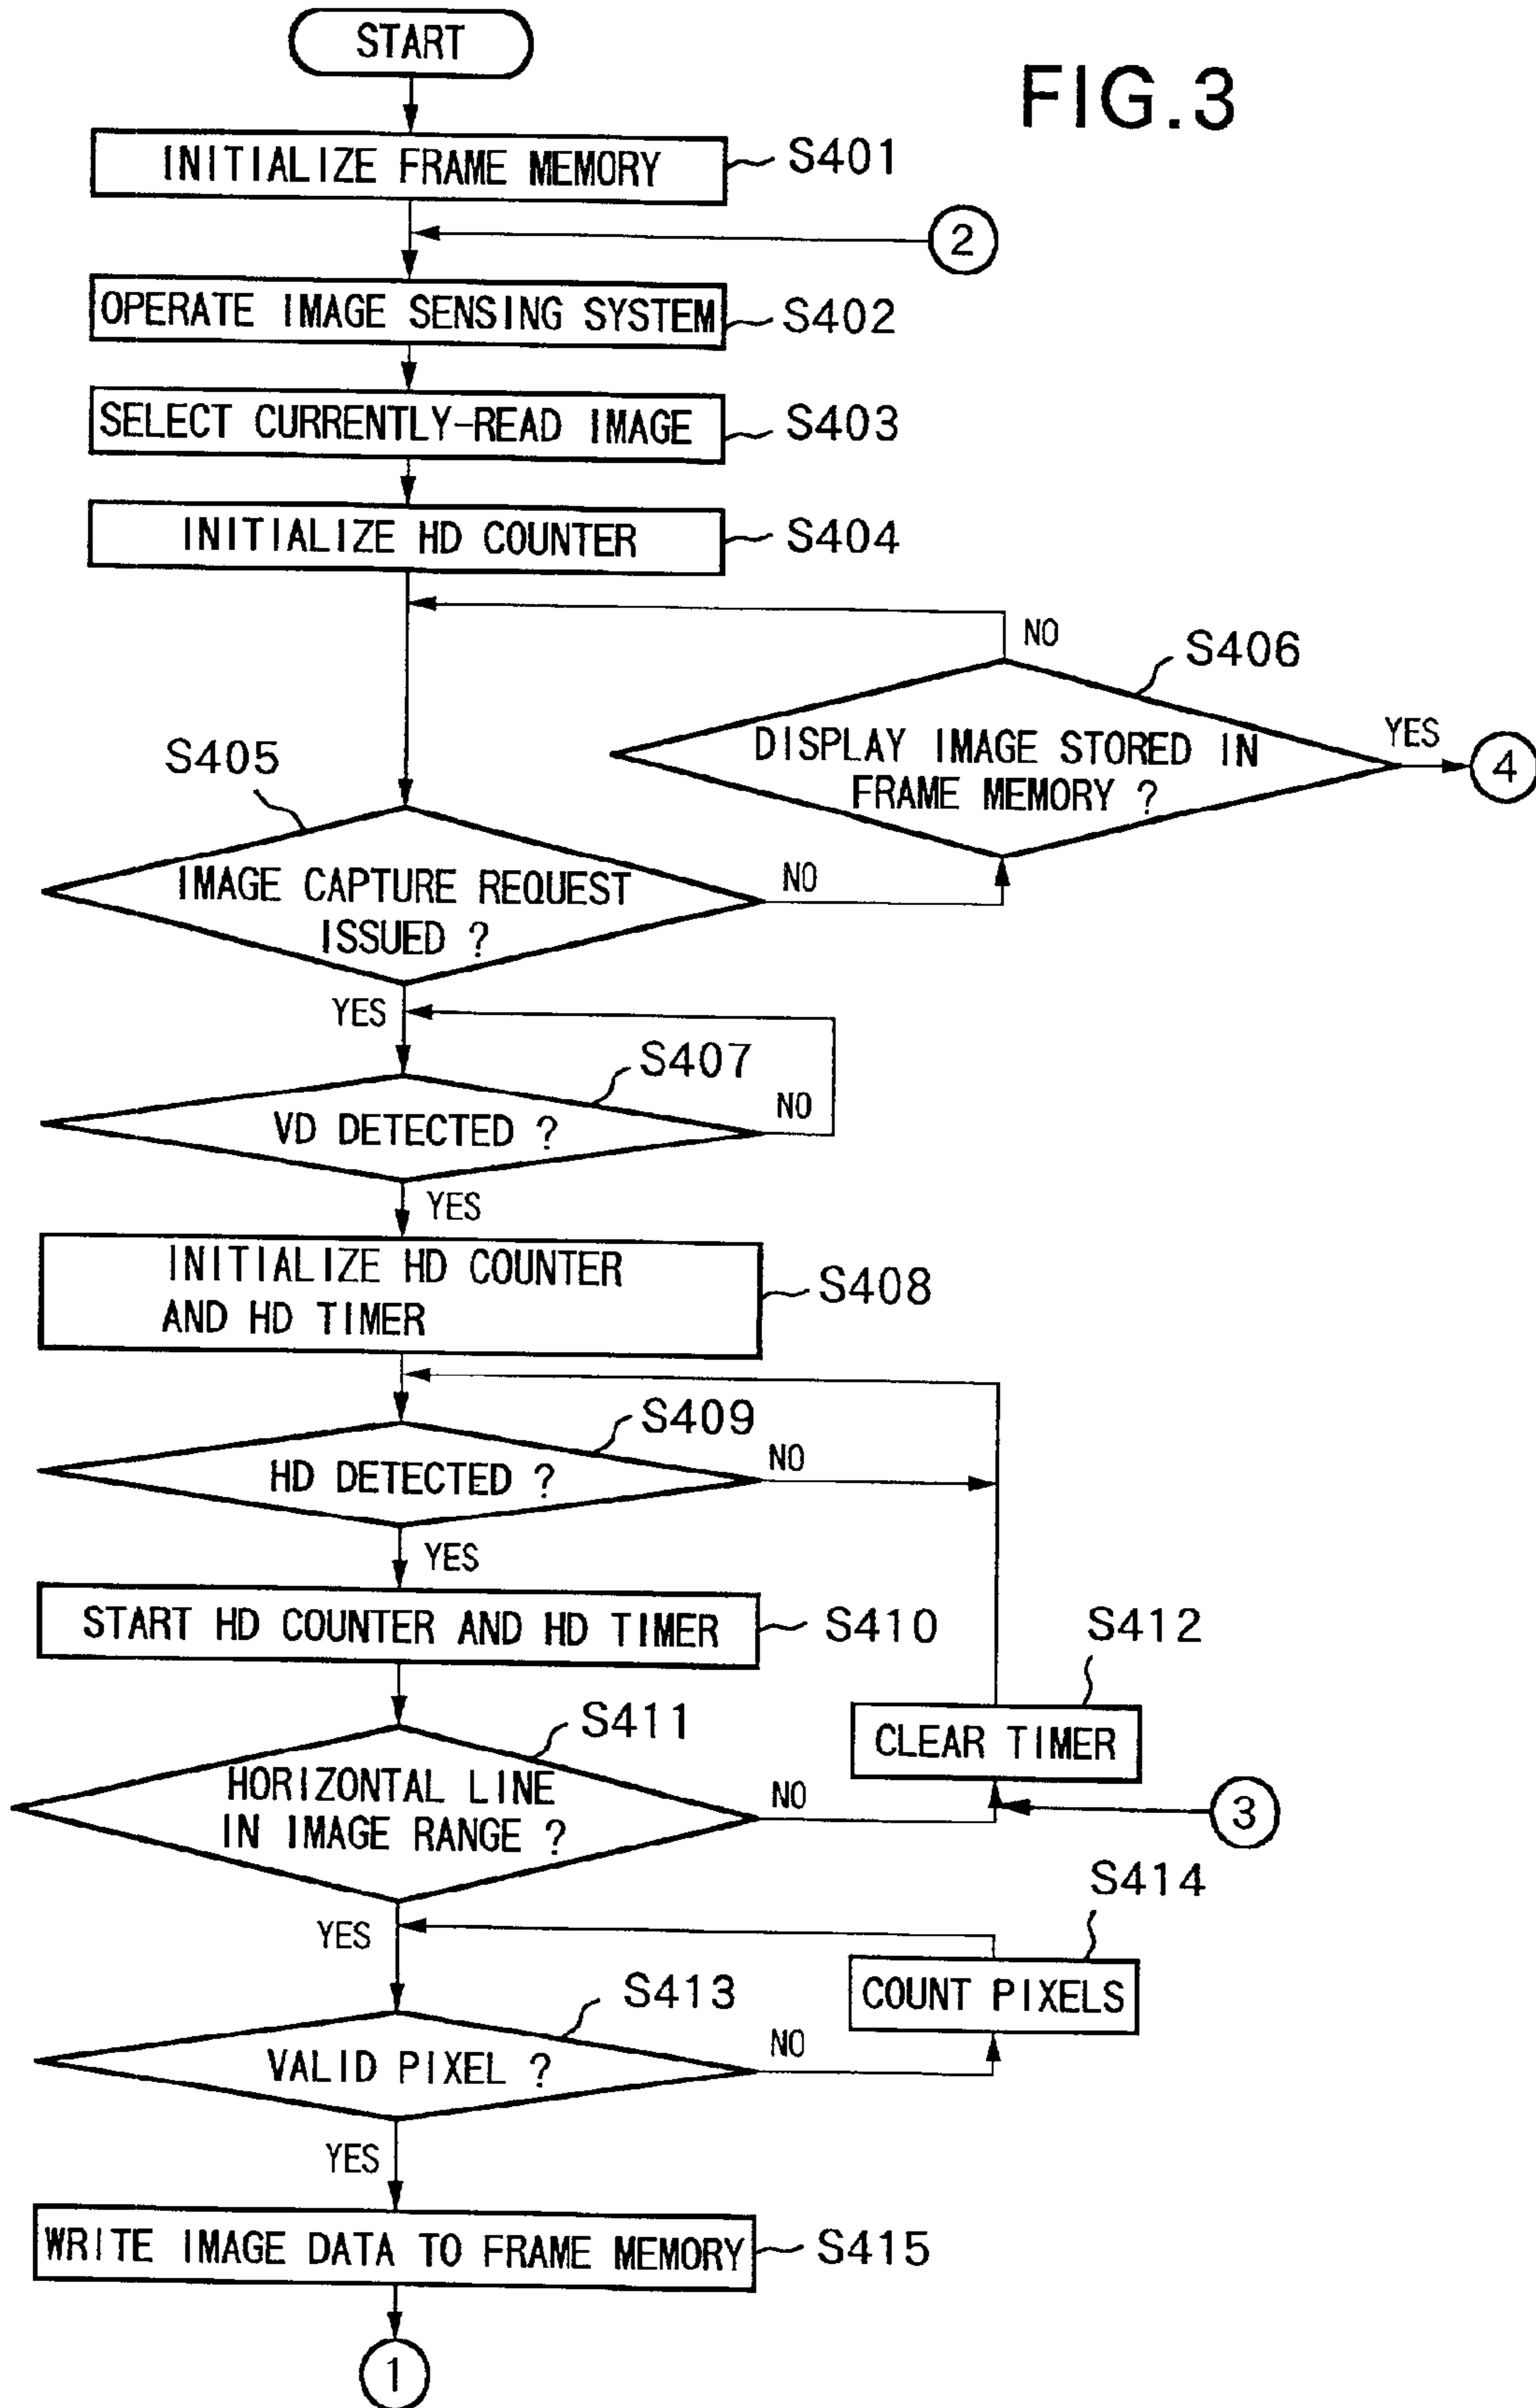 START
FIG.3
INITIALIZE FRAME MEMORY
S401
2
OPERATE IMAGE SENSING SYSTEM
S402
SELECT CURRENTLY-READ IMAGE
S403
INITIALIZE HD COUNTER
S404
NO
S406
DISPLAY IMAGE STORED IN
FRAME MEMORY ?
YES
4
S405
IMAGE CAPTURE REQUEST
ISSUED ?
NO
YES
S407
VD DETECTED ?
NO
YES
INITIALIZE HD COUNTER
AND HD TIMER
S408
S409
HD DETECTED ?
NO
YES
START HD COUNTER AND HD TIMER
S410
S412
CLEAR TIMER
S411
HORIZONTAL LINE
IN IMAGE RANGE ?
NO
3
YES
S414
COUNT PIXELS
S413
VALID PIXEL ?
NO
YES
WRITE IMAGE DATA TO FRAME MEMORY
S415
1